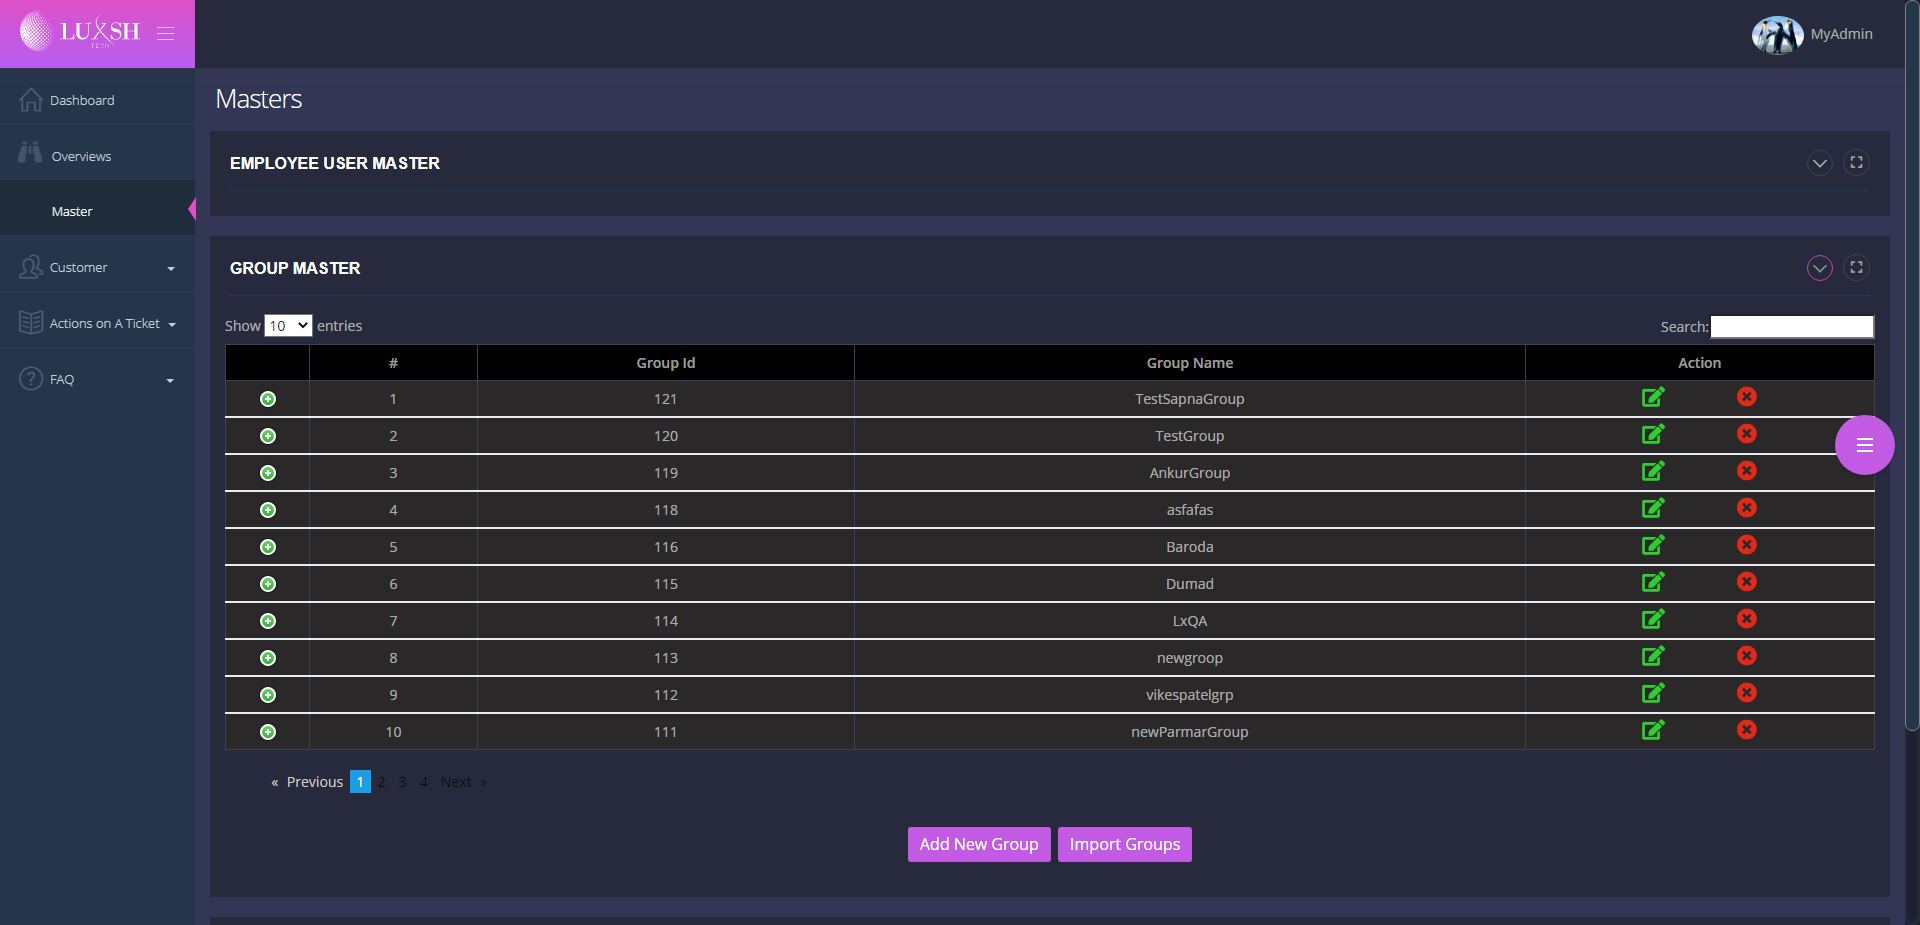 LUXSH
TECH
MyAdmin
Dashboard
Overviews
Master
Customer
Actions on A Ticket
FAQ
Masters
EMPLOYEE USER MASTER
GROUP MASTER
Show 10 entries
Search:
# Group Id Group Name Action
1 121 TestSapnaGroup
2 120 TestGroup
3 119 AnkurGroup
4 118 asfafas
5 116 Baroda
6 115 Dumad
7 114 LxQA
8 113 newgroop
9 112 vikespatelgrp
10 111 newParmarGroup
« Previous 1 2 3 4 Next »
Add New Group Import Groups